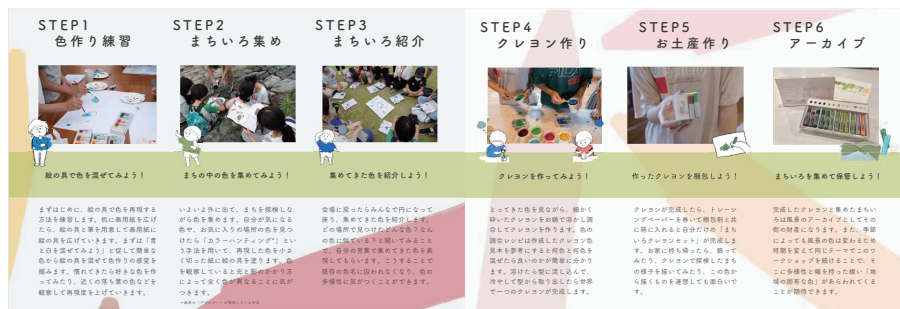 STEP1
色作り練習
絵の具で色を混ぜてみよう！
まずはじめに、絵の具で色を再現する
方法を練習します。机に画用紙を広げ
たら、絵の具と筆を用意して画用紙に
絵の具を広げていきます。まずは「青
と白を混ぜてみよう」と促して簡単な
色から絵の具を混ぜて色作りの感覚を
掴みます。慣れてきたら好きな色を作
ってみたり、近くの落ち葉の色などを
観察して再現度を上げていきます。
STEP2
まちいろ集め
まちの中の色を集めてみよう！
いよいよ外に出て、まちを探検しな
がら色を集めます。自分が気になる
色や、お気に入りの場所の色を見つ
けたら「カラーハンティング*」とい
う手法を用いて、再現した色を小さ
く切った紙に絵の具を塗ります。色
を観察していると光と影のかかり方
によって全く色が異なることに気が
つきます。
STEP3
まちいろ紹介
集めてきた色を紹介しよう！
会場に戻ったらみんなで円になって
座り、集めてきた色を紹介します。
どの場所で見つけたどんな色？なん
の色に似ている？と聞いてみること
で、自分の言葉で集めてきた色を表
現してもらいます。こうすることで
既存の色名に囚われなくなり、色の
多様性に気がつくことができます。
STEP4
クレヨン作り
クレヨンを作ってみよう！
とってきた色を見ながら、細かく
砕いたクレヨンをお鍋で溶かし調
合してクレヨンを作ります。色の
調合レシピは作成したクレヨン色
見本を参考にすると何色と何色を
混ぜたら良いのかが簡単に分かり
ます。溶けたら型に流し込んで、
冷やして型から取り出したら世界
で一つのクレヨンが完成します。
STEP5
お土産作り
作ったクレヨンを梱包しよう！
クレヨンが完成したら、トレーシ
ングペーパーを巻いて梱包剤と共
に箱に入れると自分だけの「まち
いろクレヨンセット」が完成しま
す。お家に持ち帰ったら、飾って
みたり、クレヨンで探検したまち
の様子を描いてみたり、この色か
ら描くものを連想しても面白いで
す。
STEP6
アーカイブ
まちいろを集めて保管しよう！
完成したクレヨンと集めたまちい
ろは風景のアーカイブとしてその
街の財産になります。また、季節
によっても風景の色は変わるため
時期を変えて同じテーマでこのワ
ークショップを続けることで、そ
こに多様性と幅を持った緩い「地
域の固有な色」があらわれてくる
ことが期待できます。